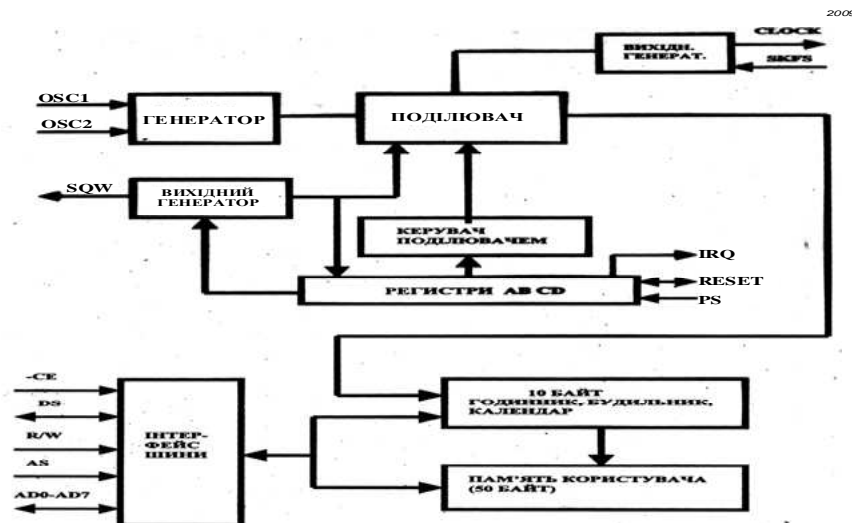 2009
CLOCK
ВИХІДН.
ГЕНЕРАТ.
SKFS
OSC1
ГЕНЕРАТОР
ПОДІЛЮВАЧ
OSC2
SQW
ВИХІДНИЙ
ГЕНЕРАТОР
КЕРУВАЧ
ПОДІЛЮВАЧЕМ
IRQ
РЕГИСТРИ AB CD
RESET
PS
-CE
DS
R/W
AS
AD0-AD7
ІНТЕР-
ФЕЙС
ШИНИ
10 БАЙТ
ГОДИННИК, БУДИЛЬНИК,
КАЛЕНДАР
ПАМ'ЯТЬ КОРИСТУВАЧА
(50 БАЙТ)